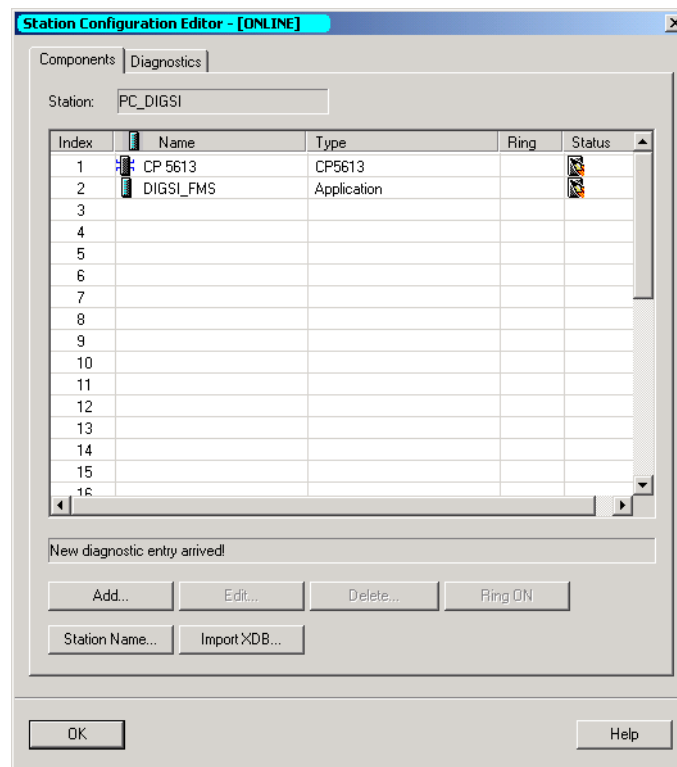 Station Configuration Editor - [ONLINE]
Components Diagnostics
Station: PC_DIGSI
Index Name Type Ring Status
1 CP 5613 CP5613
2 DIGSI_FMS Application
3
4
5
6
7
8
9
10
11
12
13
14
15
16
New diagnostic entry arrived!
Add... Edit... Delete... Ring ON
Station Name... Import XDB...
OK Help